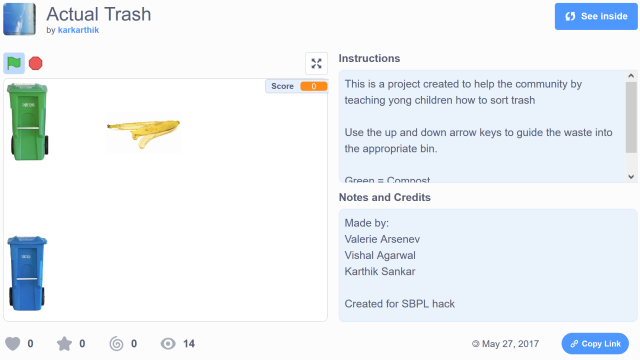 Actual Trash
by karkarthik
See inside
Score 0
Instructions
This is a project created to help the community by
teaching yong children how to sort trash
Use the up and down arrow keys to guide the waste into
the appropriate bin.
Green = Compost
Notes and Credits
Made by:
Valerie Arsenev
Vishal Agarwal
Karthik Sankar
Created for SBPL hack
0 0 0 14
© May 27, 2017
Copy Link